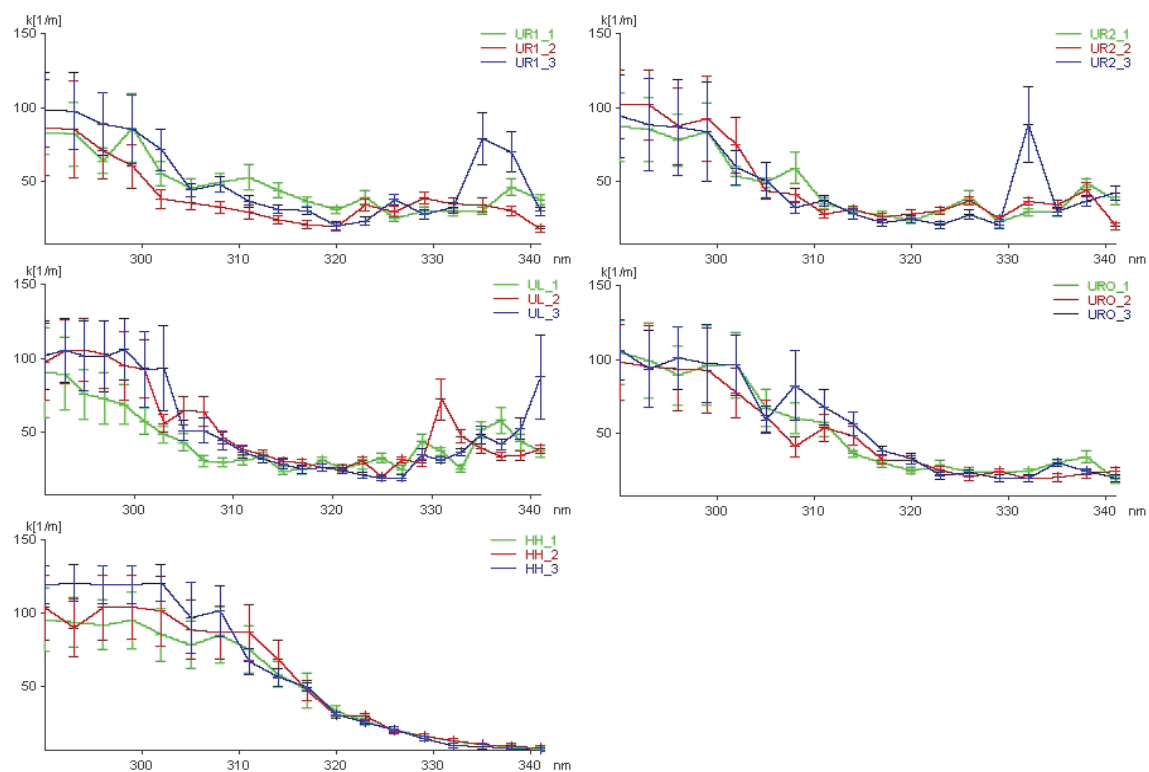 k[1/m]
150
UR1_1
UR1_2
UR1_3
100
50
300 310 320 330 340 nm
k[1/m]
150
UR2_1
UR2_2
UR2_3
100
50
300 310 320 330 340 nm
k[1/m]
150
UL_1
UL_2
UL_3
100
50
300 310 320 330 340 nm
k[1/m]
150
URO_1
URO_2
URO_3
100
50
300 310 320 330 340 nm
k[1/m]
150
HH_1
HH_2
HH_3
100
50
300 310 320 330 340 nm